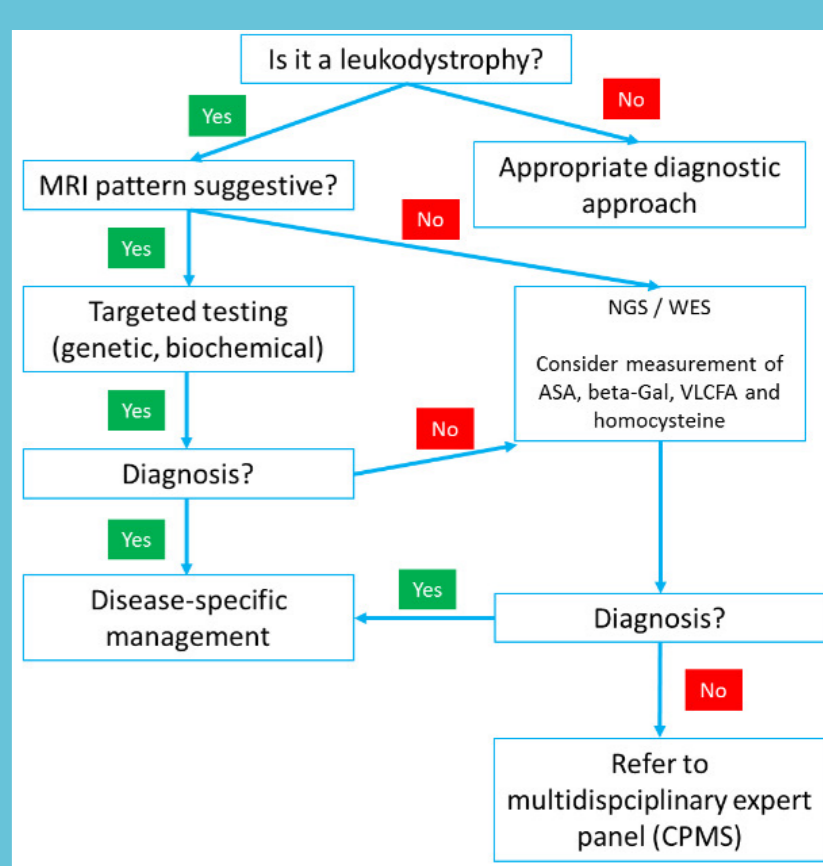 Is it a leukodystrophy?
Yes
No
MRI pattern suggestive?
Appropriate diagnostic
approach
No
Yes
Targeted testing
(genetic, biochemical)
NGS / WES
Consider measurement of
ASA, beta-Gal, VLCFA and
homocysteine
Yes
No
Diagnosis?
Yes
Disease-specific
management
Yes
Diagnosis?
No
Refer to
multidispciplinary expert
panel (CPMS)